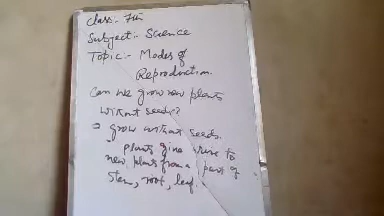 Class:- 7th
Subject:- Science
Topic:- Modes of
Reproduction.
Can we grow new plants
without seeds?
grow without seeds.
plants give rise to
new plants from a part of
stem, root, leaf.